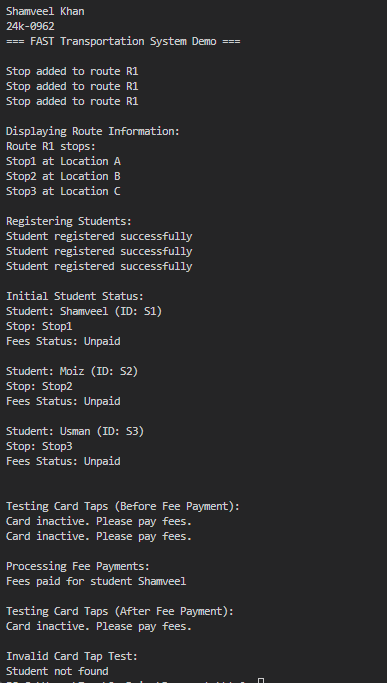 Shamveel Khan
24k-0962
=== FAST Transportation System Demo ===
Stop added to route R1
Stop added to route R1
Stop added to route R1
Displaying Route Information:
Route R1 stops:
Stop1 at Location A
Stop2 at Location B
Stop3 at Location C
Registering Students:
Student registered successfully
Student registered successfully
Student registered successfully
Initial Student Status:
Student: Shamveel (ID: S1)
Stop: Stop1
Fees Status: Unpaid
Student: Moiz (ID: S2)
Stop: Stop2
Fees Status: Unpaid
Student: Usman (ID: S3)
Stop: Stop3
Fees Status: Unpaid
Testing Card Taps (Before Fee Payment):
Card inactive. Please pay fees.
Card inactive. Please pay fees.
Processing Fee Payments:
Fees paid for student Shamveel
Testing Card Taps (After Fee Payment):
Card inactive. Please pay fees.
Invalid Card Tap Test:
Student not found